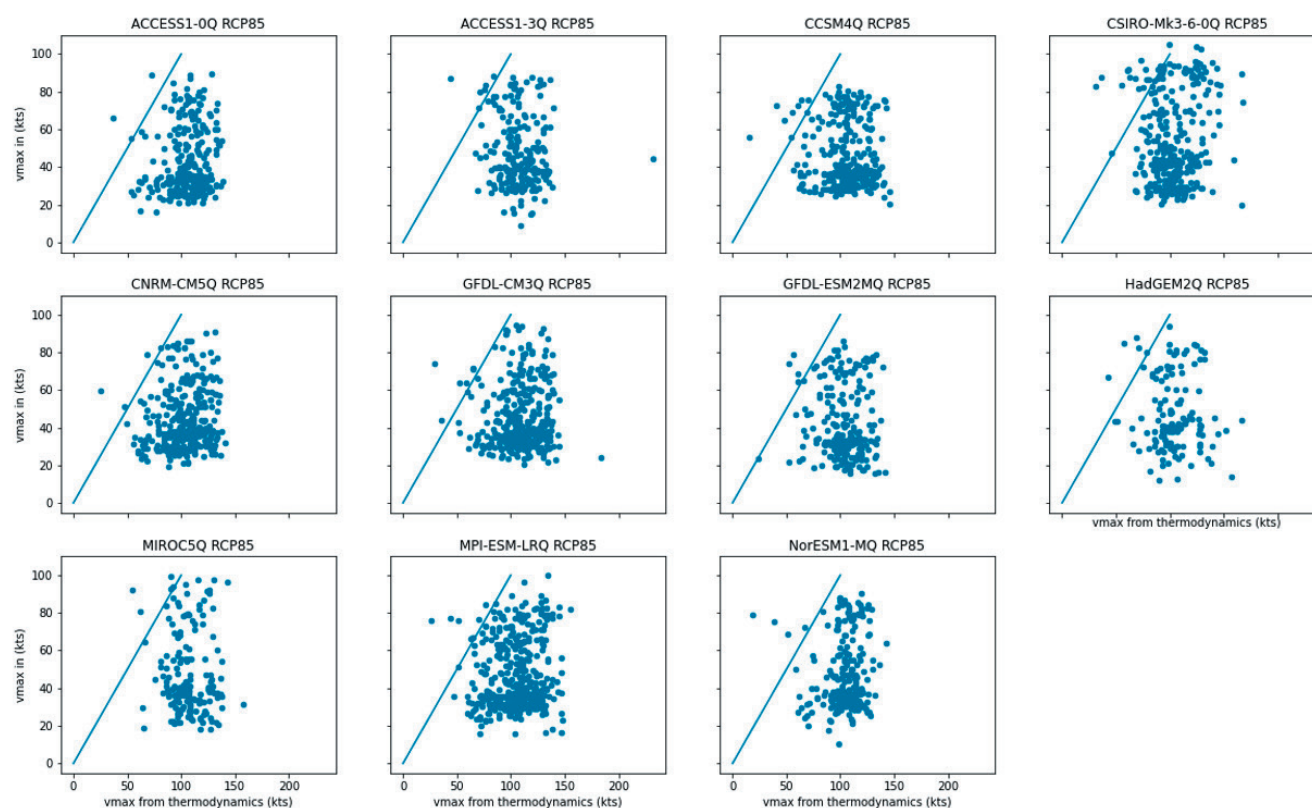 ACCESS1-0Q RCP85
ACCESS1-3Q RCP85
CCSM4Q RCP85
CSIRO-Mk3-6-0Q RCP85
100
80
60
40
20
0
vmax in (kts)
CNRM-CM5Q RCP85
GFDL-CM3Q RCP85
GFDL-ESM2MQ RCP85
HadGEM2Q RCP85
100
80
60
40
20
0
vmax in (kts)
vmax from thermodynamics (kts)
MIROC5Q RCP85
MPI-ESM-LRQ RCP85
NorESM1-MQ RCP85
100
80
60
40
20
0
vmax in (kts)
0 50 100 150 200
0 50 100 150 200
0 50 100 150 200
vmax from thermodynamics (kts)
vmax from thermodynamics (kts)
vmax from thermodynamics (kts)